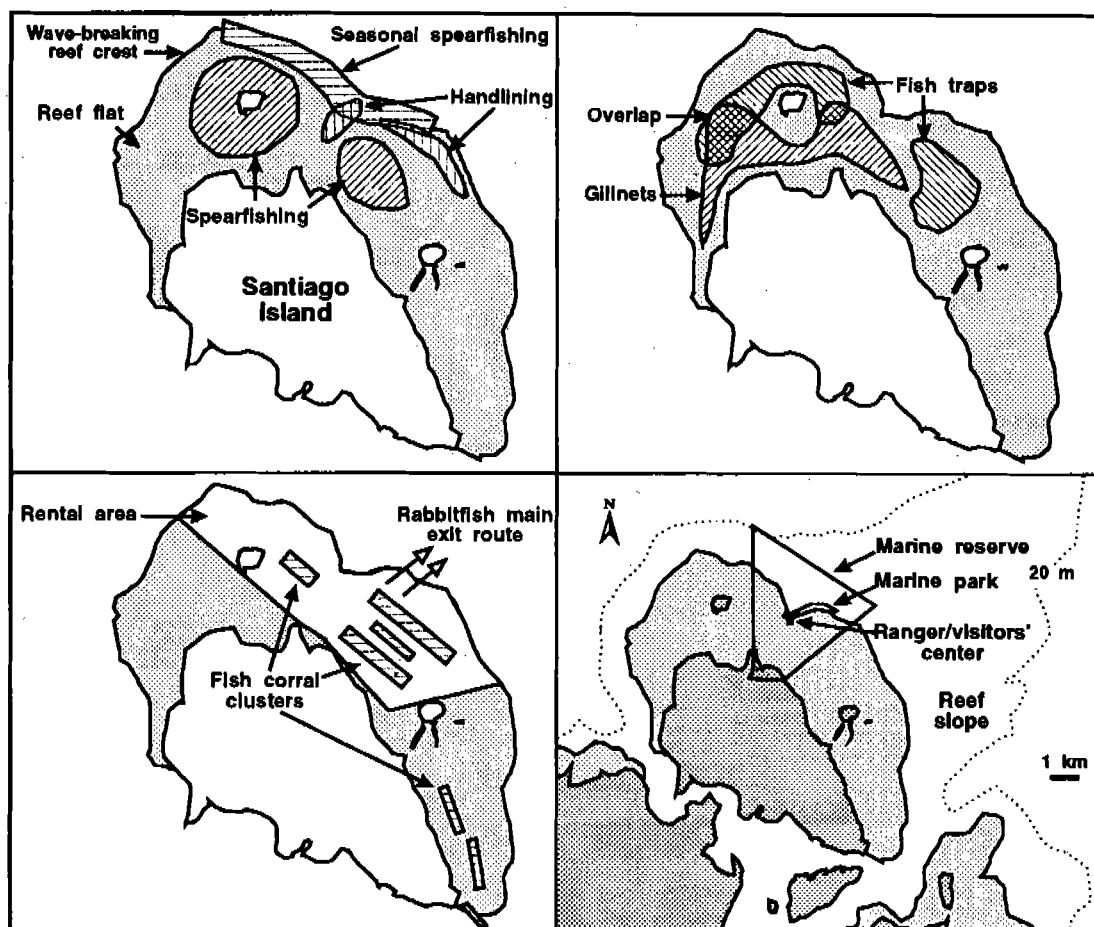 Wave-breaking
reef crest
Seasonal spearfishing
Handlining
Reef flat
Spearfishing
Santiago
Island
Fish traps
Overlap
Gillnets
Rental area
Rabbitfish main
exit route
Fish corral
clusters
N
Marine reserve
20 m
Marine park
Ranger/visitors'
center
Reef
slope
1 km